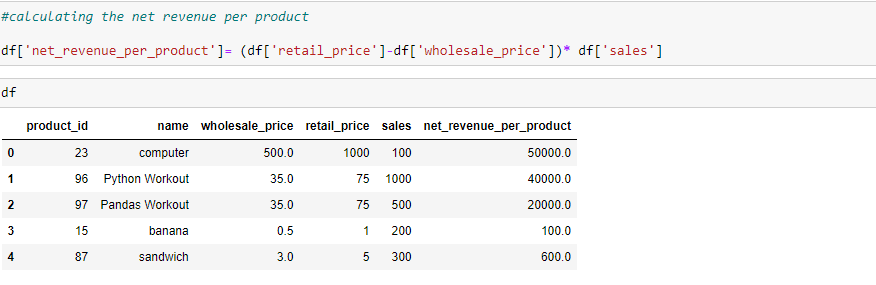 #calculating the net revenue per product
df['net_revenue_per_product']= (df['retail_price']-df['wholesale_price'])* df['sales']
df
product_id name wholesale_price retail_price sales net_revenue_per_product
0 23 computer 500.0 1000 100 50000.0
1 96 Python Workout 35.0 75 1000 40000.0
2 97 Pandas Workout 35.0 75 500 20000.0
3 15 banana 0.5 1 200 100.0
4 87 sandwich 3.0 5 300 600.0